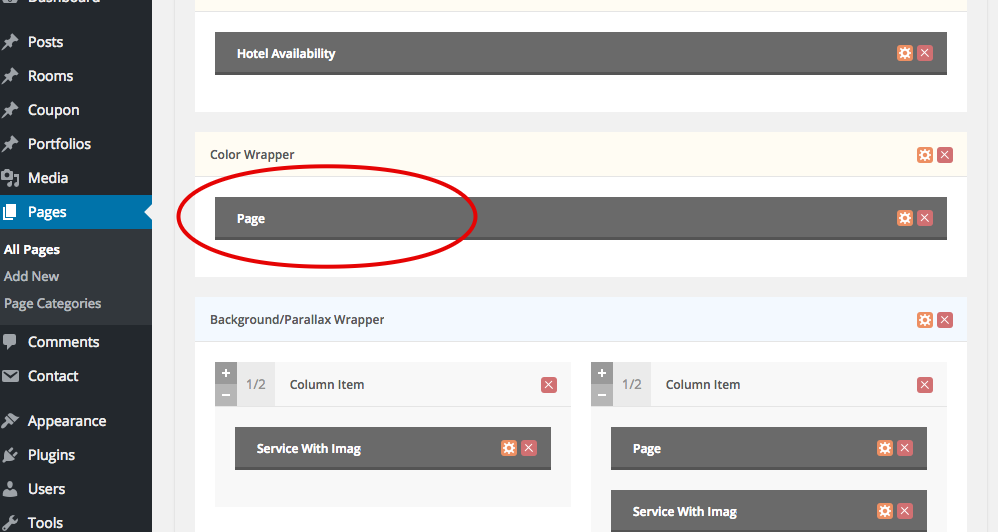 Dashboard
Posts
Rooms
Coupon
Portfolios
Media
Pages
All Pages
Add New
Page Categories
Comments
Contact
Appearance
Plugins
Users
Tools
Hotel Availability
Color Wrapper
Page
Background/Parallax Wrapper
+
1/2 Column Item
−
Service With Imag
+
1/2 Column Item
−
Page
Service With Imag